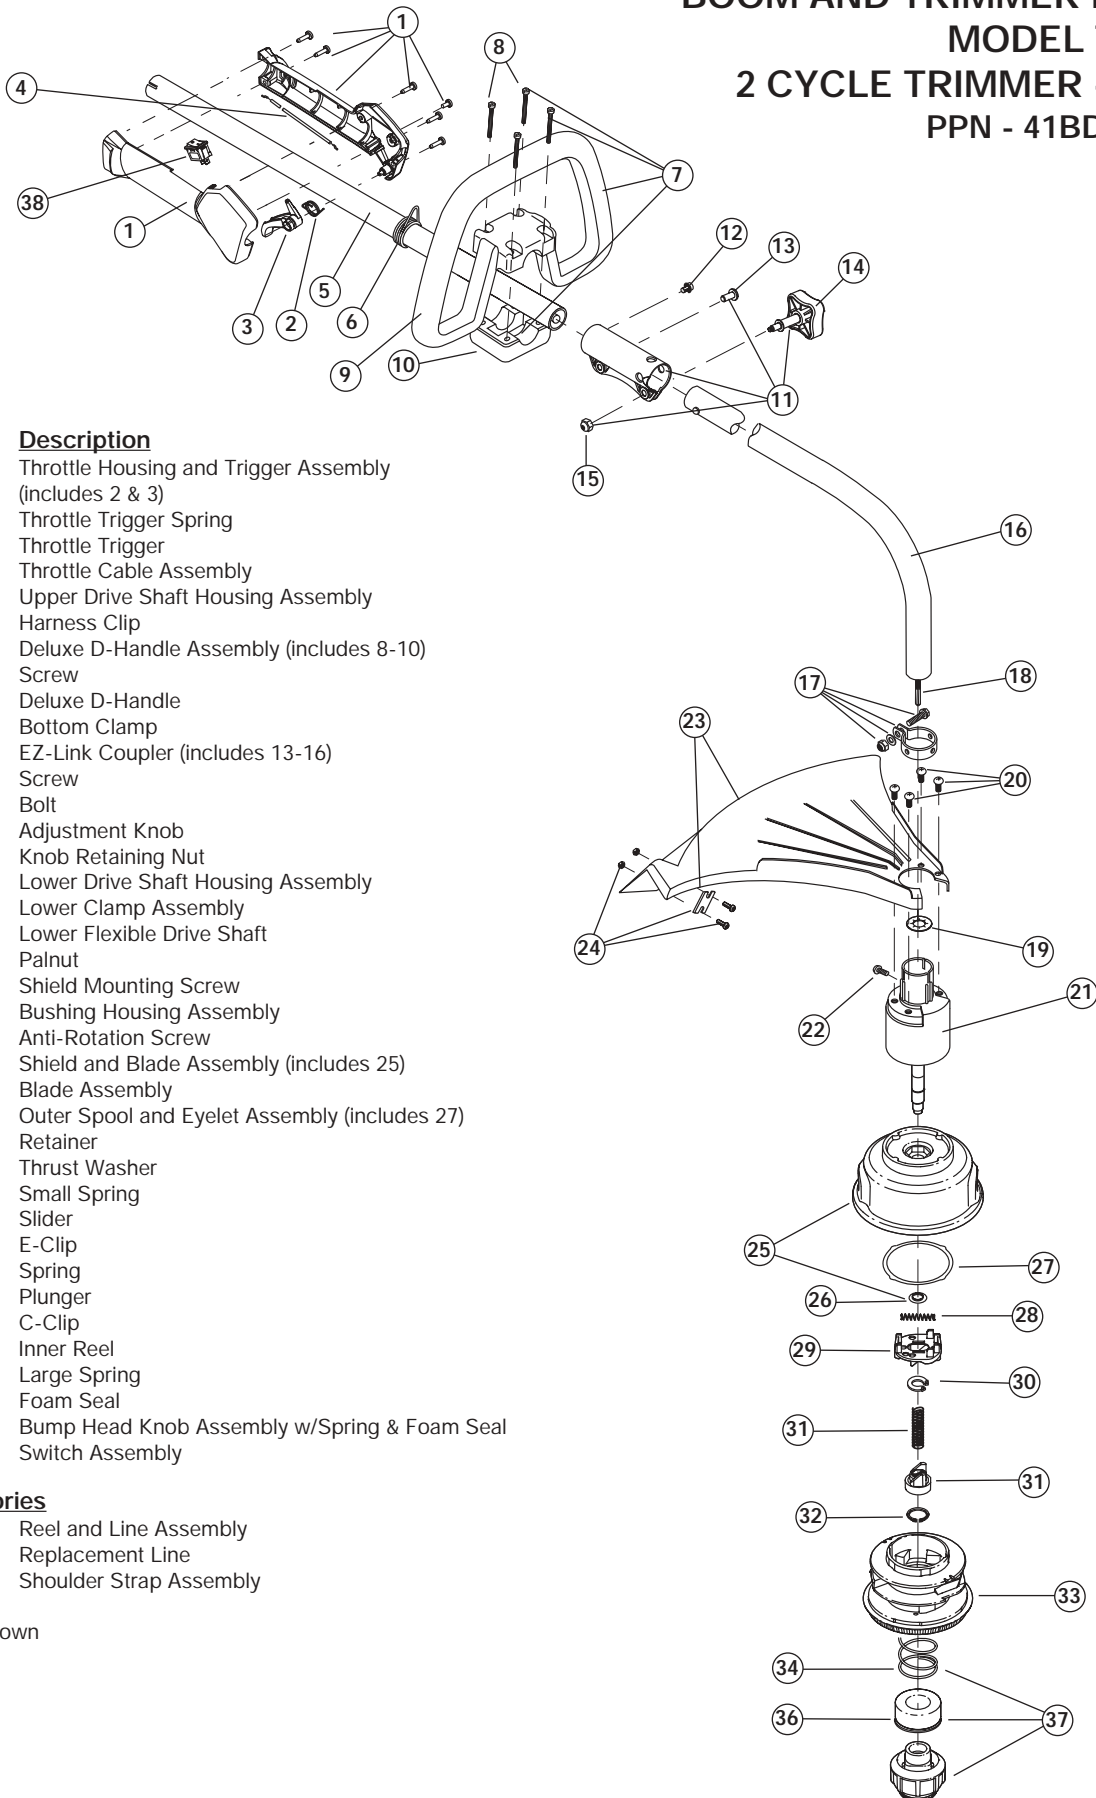 MODEL
2 CYCLE TRIMMER
PPN - 41BD
1
8
4
7
38
1
12
13
14
5
3
2
6
9
10
11
15
16
18
17
23
20
24
19
21
22
25
27
26
28
29
30
31
31
32
33
34
36
37
Description
Throttle Housing and Trigger Assembly
(includes 2 & 3)
Throttle Trigger Spring
Throttle Trigger
Throttle Cable Assembly
Upper Drive Shaft Housing Assembly
Harness Clip
Deluxe D-Handle Assembly (includes 8-10)
Screw
Deluxe D-Handle
Bottom Clamp
EZ-Link Coupler (includes 13-16)
Screw
Bolt
Adjustment Knob
Knob Retaining Nut
Lower Drive Shaft Housing Assembly
Lower Clamp Assembly
Lower Flexible Drive Shaft
Palnut
Shield Mounting Screw
Bushing Housing Assembly
Anti-Rotation Screw
Shield and Blade Assembly (includes 25)
Blade Assembly
Outer Spool and Eyelet Assembly (includes 27)
Retainer
Thrust Washer
Small Spring
Slider
E-Clip
Spring
Plunger
C-Clip
Inner Reel
Large Spring
Foam Seal
Bump Head Knob Assembly w/Spring & Foam Seal
Switch Assembly
ories
Reel and Line Assembly
Replacement Line
Shoulder Strap Assembly
own